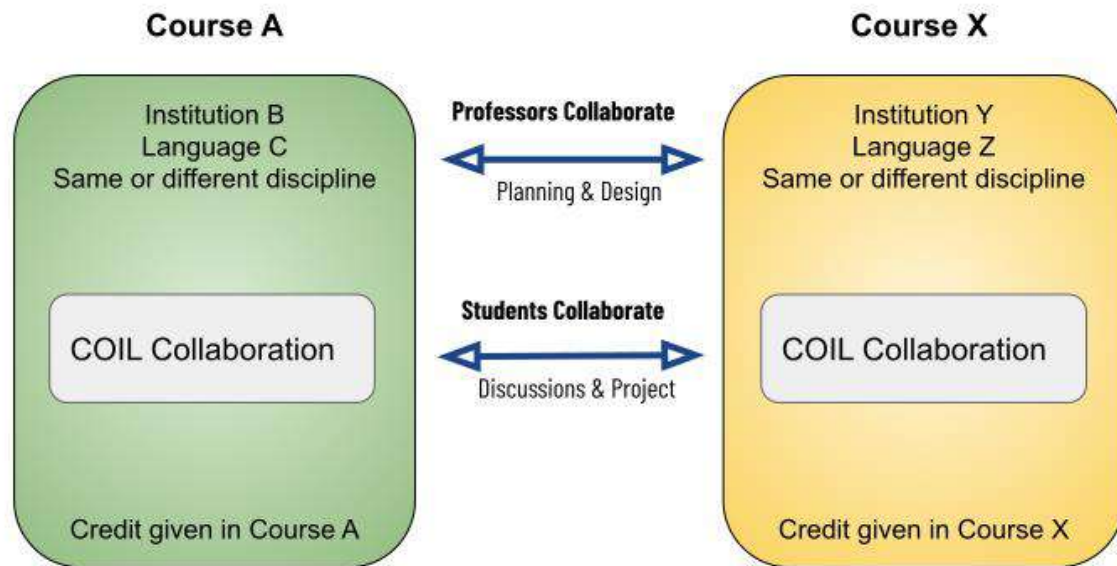 Course A
Course X
Institution B
Language C
Same or different discipline
Professors Collaborate
Planning & Design
Institution Y
Language Z
Same or different discipline
COIL Collaboration
Students Collaborate
Discussions & Project
COIL Collaboration
Credit given in Course A
Credit given in Course X